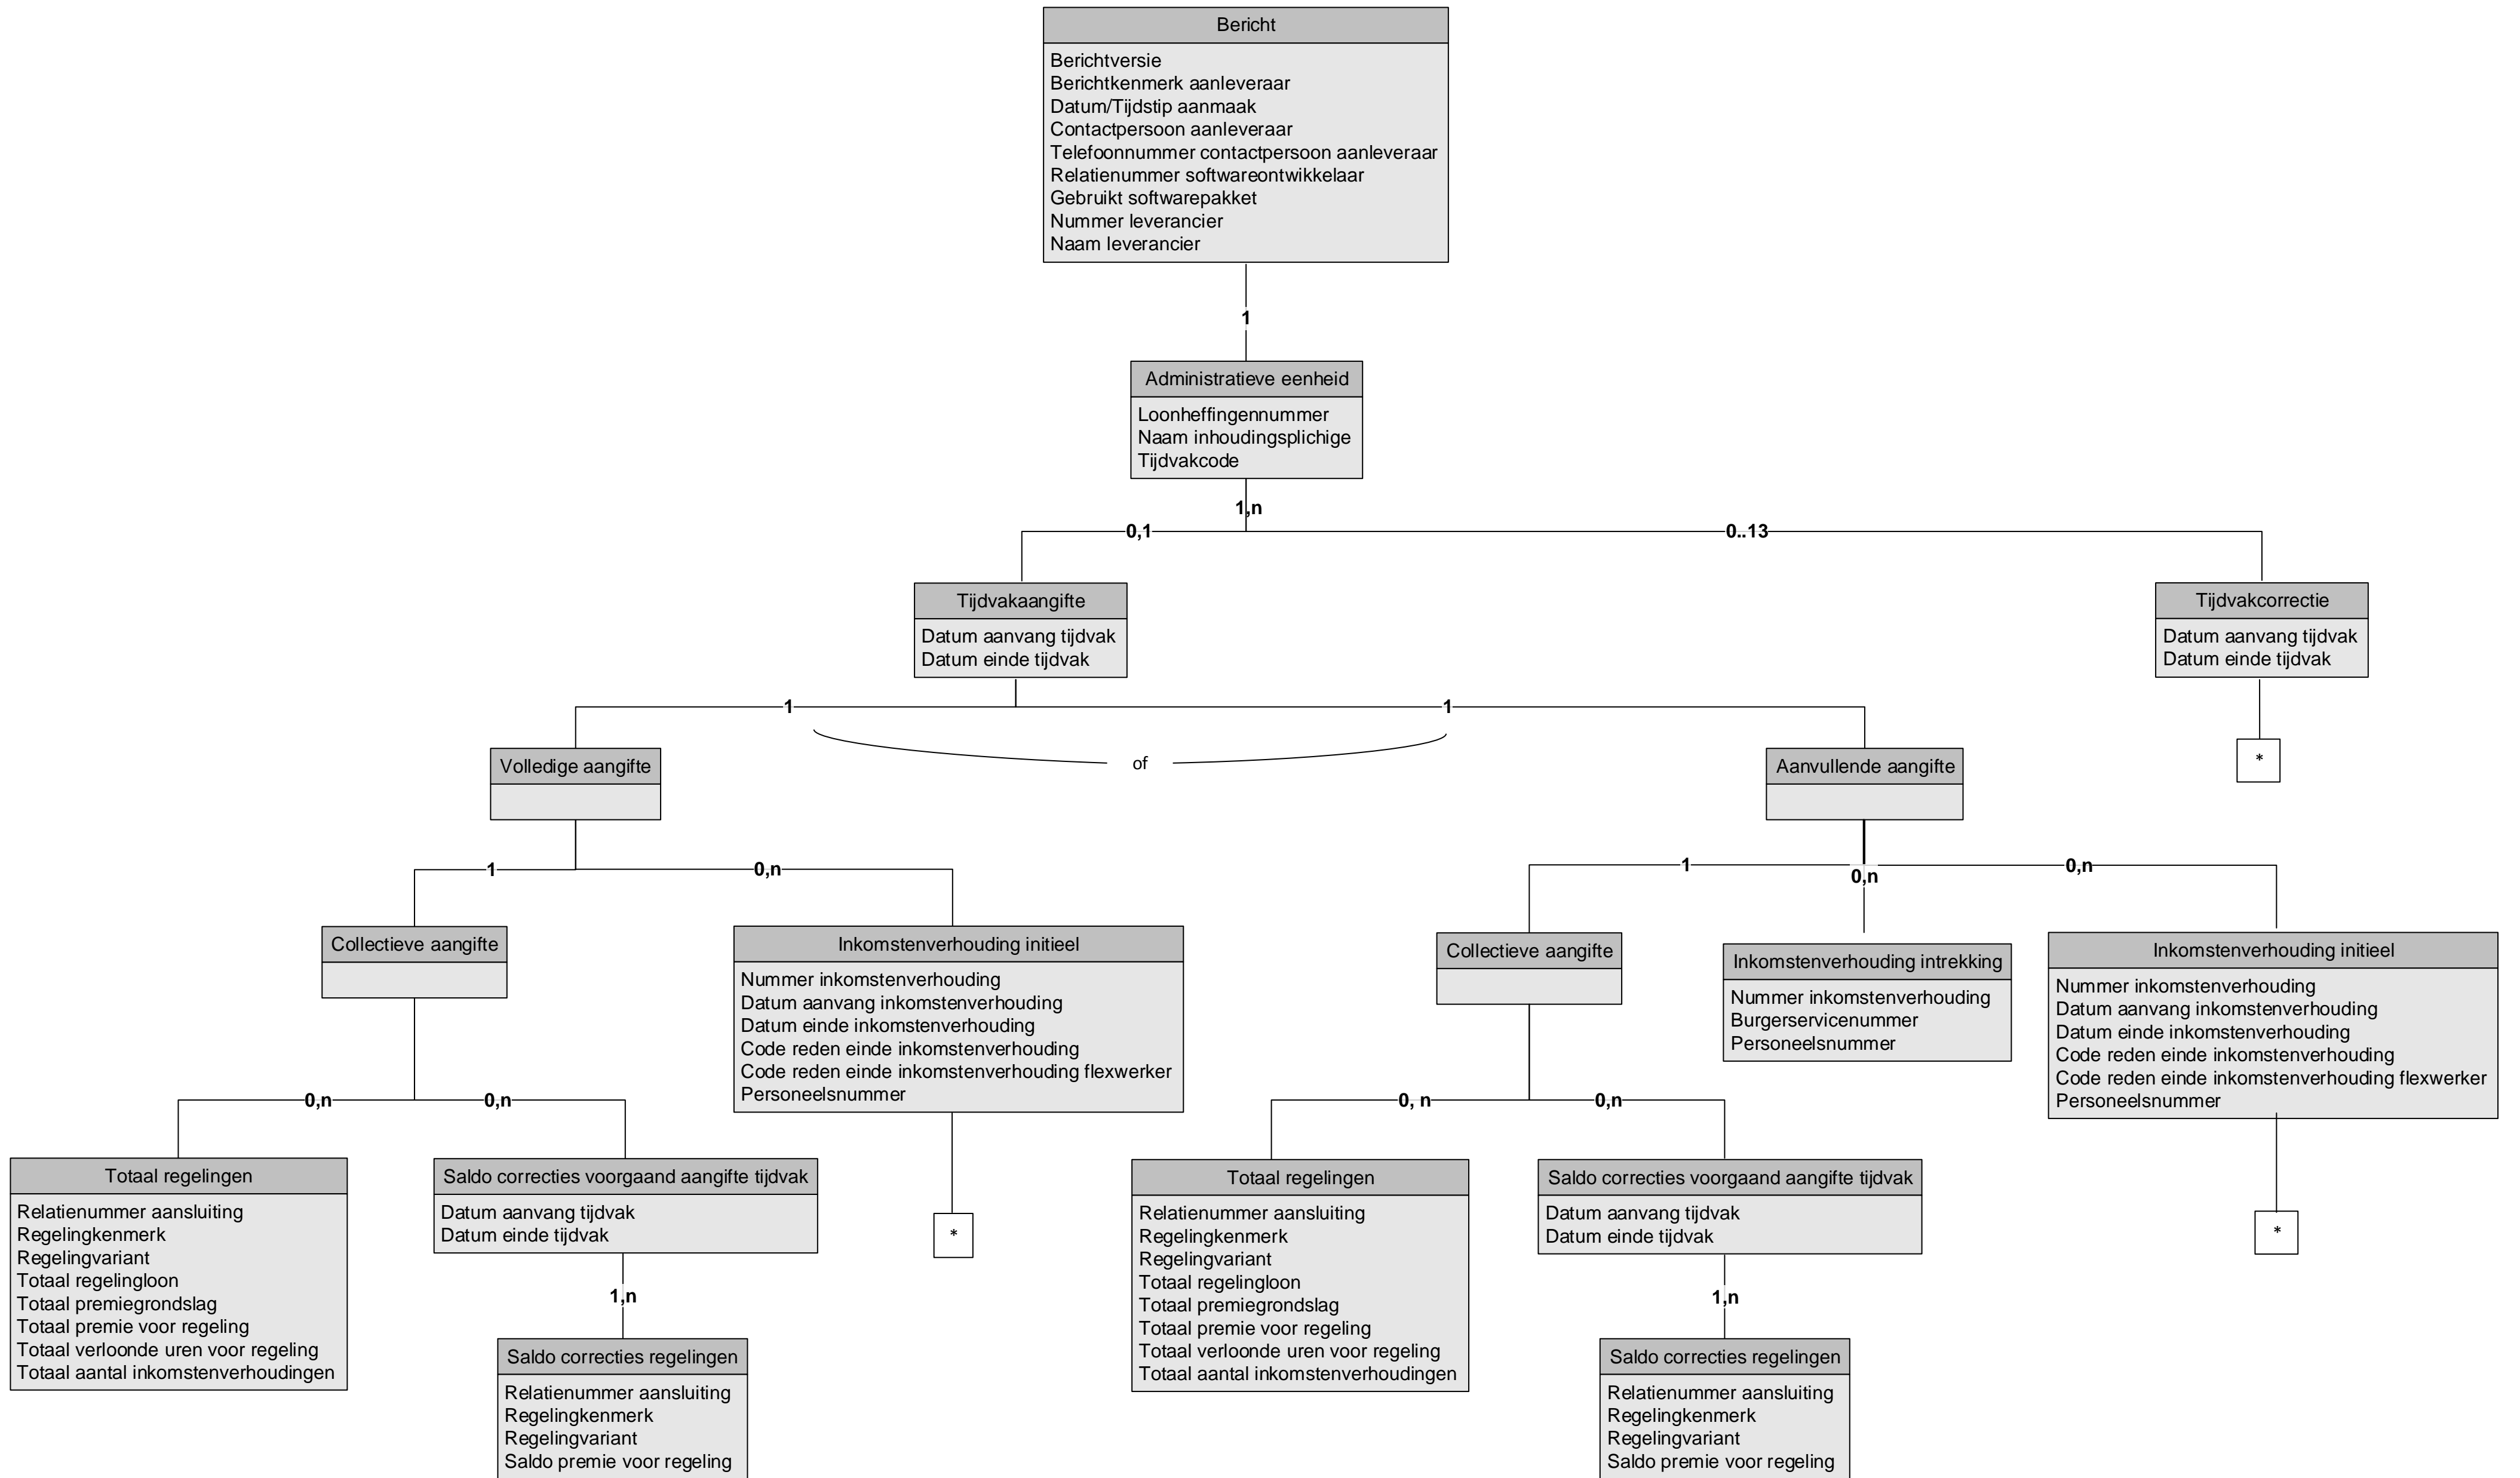 Bericht
Berichtversie
Berichtkenmerk aanleveraar
Datum/Tijdstip aanmaak
Contactpersoon aanleveraar
Telefoonnummer contactpersoon aanleveraar
Relatienummer softwareontwikkelaar
Gebruikt softwarepakket
Nummer leverancier
Naam leverancier
1
Administratieve eenheid
Loonheffingennummer
Naam inhoudingsplichige
Tijdvakcode
1,n
0,1
0..13
Tijdvakaangifte
Datum aanvang tijdvak
Datum einde tijdvak
Tijdvakcorrectie
Datum aanvang tijdvak
Datum einde tijdvak
*
1
1
of
Volledige aangifte
Aanvullende aangifte
1
0,n
1
0,n
0,n
Collectieve aangifte
Inkomstenverhouding initieel
Nummer inkomstenverhouding
Datum aanvang inkomstenverhouding
Datum einde inkomstenverhouding
Code reden einde inkomstenverhouding
Code reden einde inkomstenverhouding flexwerker
Personeelsnummer
*
Collectieve aangifte
Inkomstenverhouding intrekking
Nummer inkomstenverhouding
Burgerservicenummer
Personeelsnummer
Inkomstenverhouding initieel
Nummer inkomstenverhouding
Datum aanvang inkomstenverhouding
Datum einde inkomstenverhouding
Code reden einde inkomstenverhouding
Code reden einde inkomstenverhouding flexwerker
Personeelsnummer
*
0,n
0,n
Totaal regelingen
Relatienummer aansluiting
Regelingkenmerk
Regelingvariant
Totaal regelingloon
Totaal premiegrondslag
Totaal premie voor regeling
Totaal verloonde uren voor regeling
Totaal aantal inkomstenverhoudingen
Saldo correcties voorgaand aangifte tijdvak
Datum aanvang tijdvak
Datum einde tijdvak
1,n
Saldo correcties regelingen
Relatienummer aansluiting
Regelingkenmerk
Regelingvariant
Saldo premie voor regeling
0, n
0,n
Totaal regelingen
Relatienummer aansluiting
Regelingkenmerk
Regelingvariant
Totaal regelingloon
Totaal premiegrondslag
Totaal premie voor regeling
Totaal verloonde uren voor regeling
Totaal aantal inkomstenverhoudingen
Saldo correcties voorgaand aangifte tijdvak
Datum aanvang tijdvak
Datum einde tijdvak
1,n
Saldo correcties regelingen
Relatienummer aansluiting
Regelingkenmerk
Regelingvariant
Saldo premie voor regeling